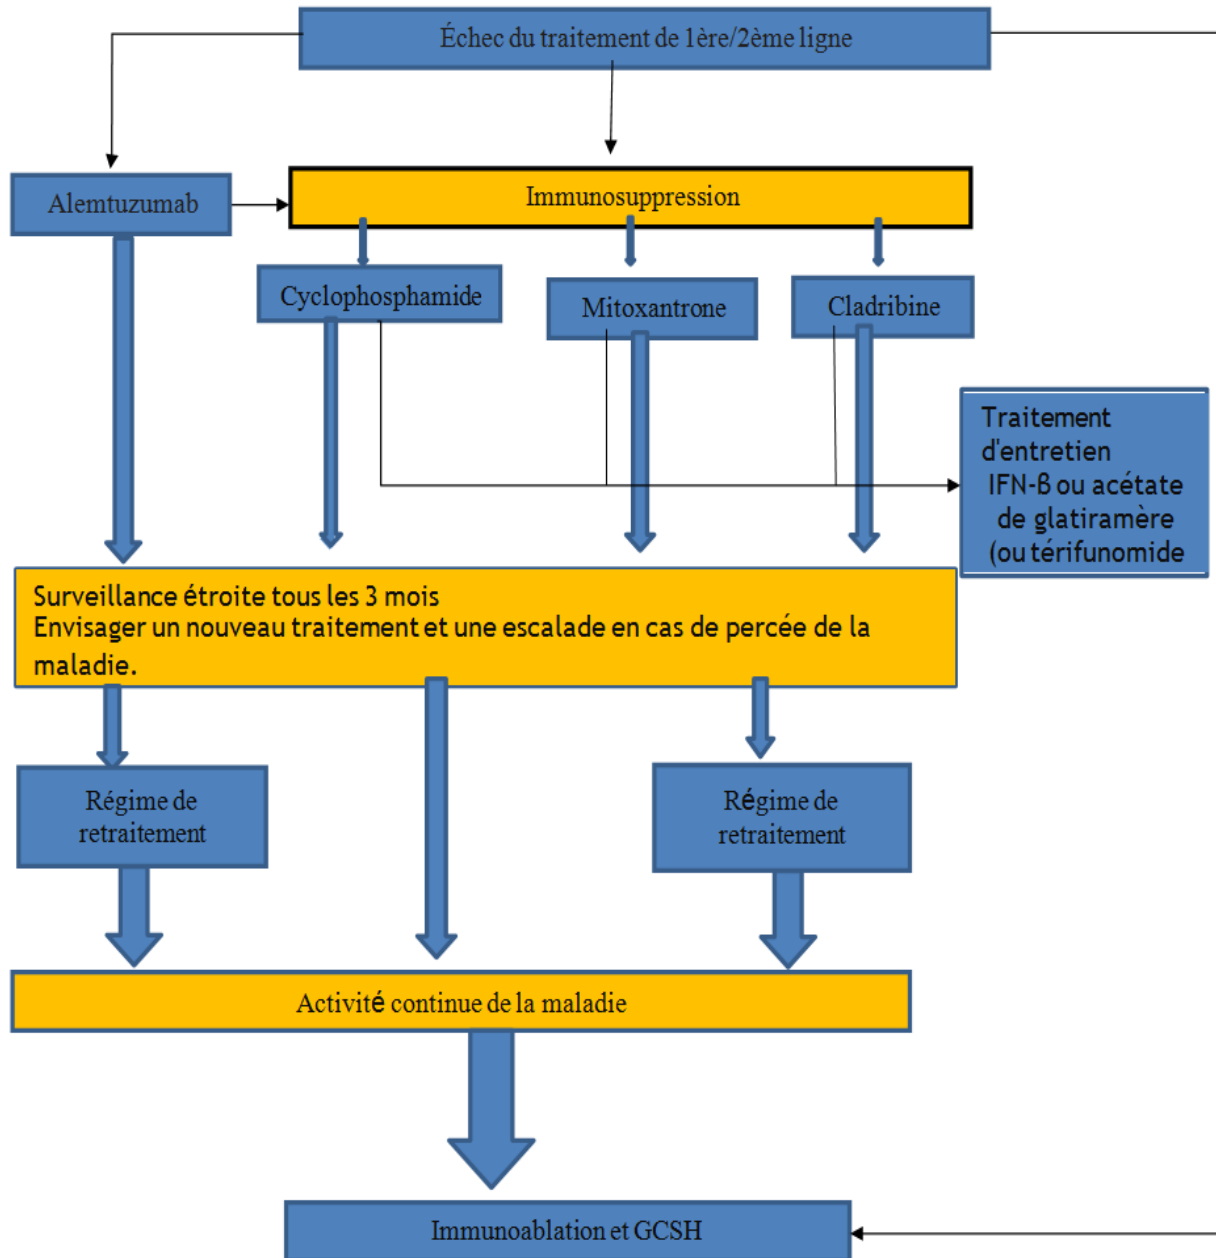 Échec du traitement de 1ère/2ème ligne
Alemtuzumab
Immunosuppression
Cyclophosphamide
Mitoxantrone
Cladribine
Traitement
d'entretien
IFN-ß ou acétate
de glatiramère
(ou térifunomide
Surveillance étroite tous les 3 mois
Envisager un nouveau traitement et une escalade en cas de percée de la
maladie.
Régime de
retraitement
Régime de
retraitement
Activité continue de la maladie
Immunoablation et GCSH